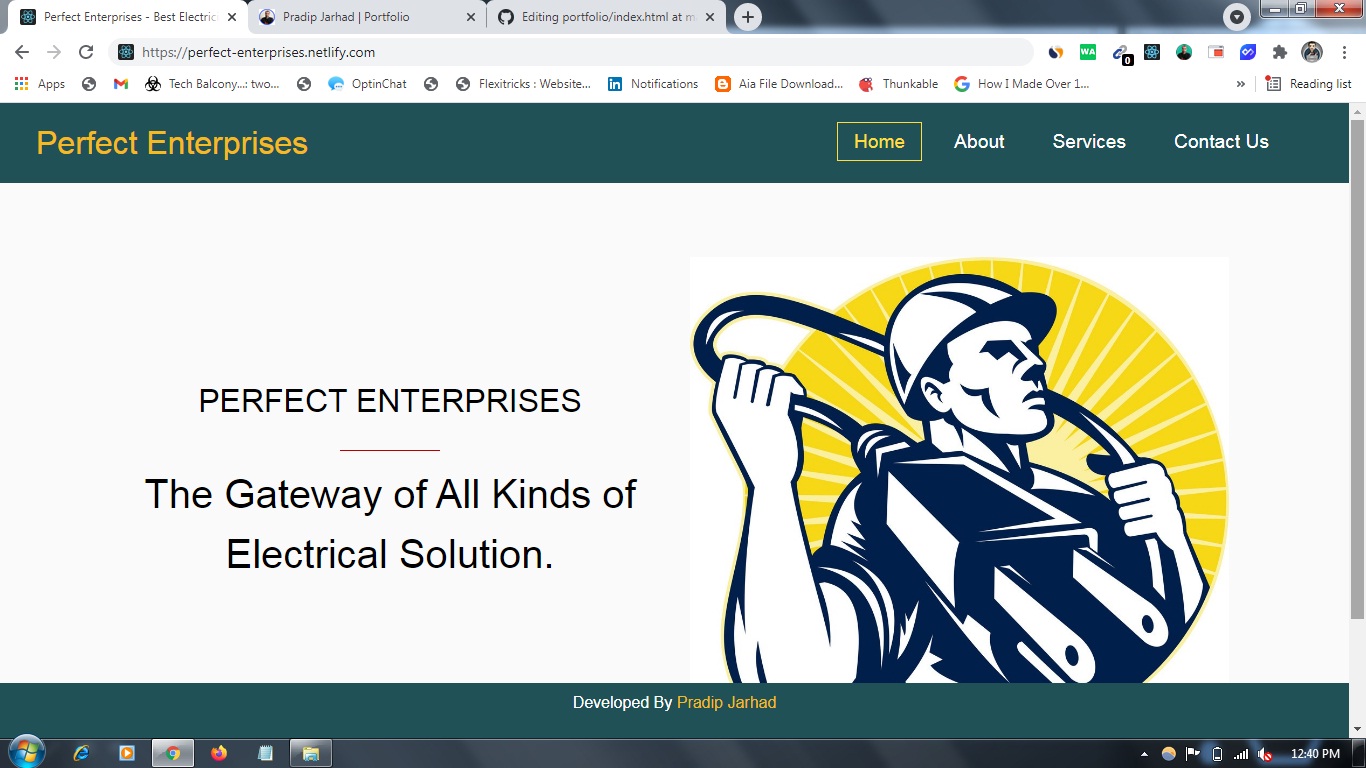 Perfect Enterprises - Best Electric
Pradip Jarhad | Portfolio
Editing portfolio/index.html at m
https://perfect-enterprises.netlify.com
WA
0
Apps
Tech Balcony...: two...
OptinChat
Flexitricks : Website...
Notifications
Aia File Download...
Thunkable
How I Made Over 1...
»
Reading list
Perfect Enterprises
Home
About
Services
Contact Us
PERFECT ENTERPRISES
The Gateway of All Kinds of
Electrical Solution.
Developed By Pradip Jarhad
12:40 PM